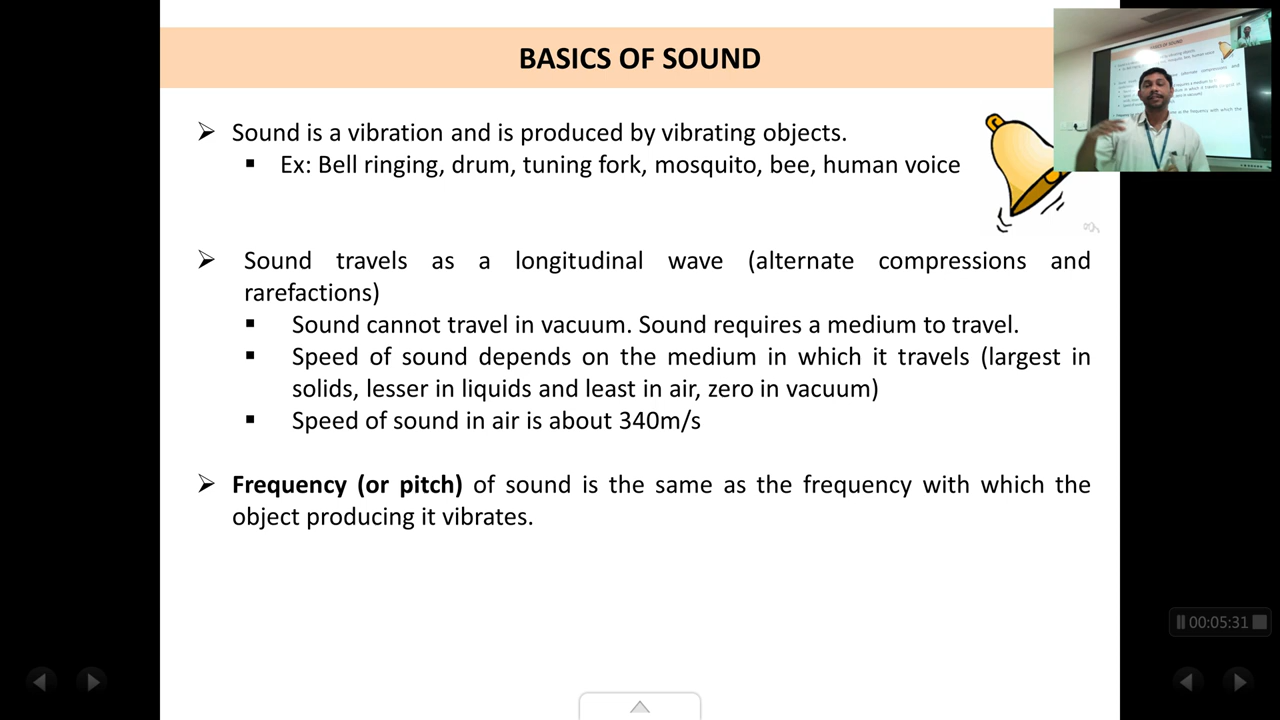 BASICS OF SOUND
➢ Sound is a vibration and is produced by vibrating objects.
▪ Ex: Bell ringing, drum, tuning fork, mosquito, bee, human voice
➢ Sound travels as a longitudinal wave (alternate compressions and
rarefactions)
▪ Sound cannot travel in vacuum. Sound requires a medium to travel.
▪ Speed of sound depends on the medium in which it travels (largest in
solids, lesser in liquids and least in air, zero in vacuum)
▪ Speed of sound in air is about 340m/s
➢ Frequency (or pitch) of sound is the same as the frequency with which the
object producing it vibrates.
00:05:31